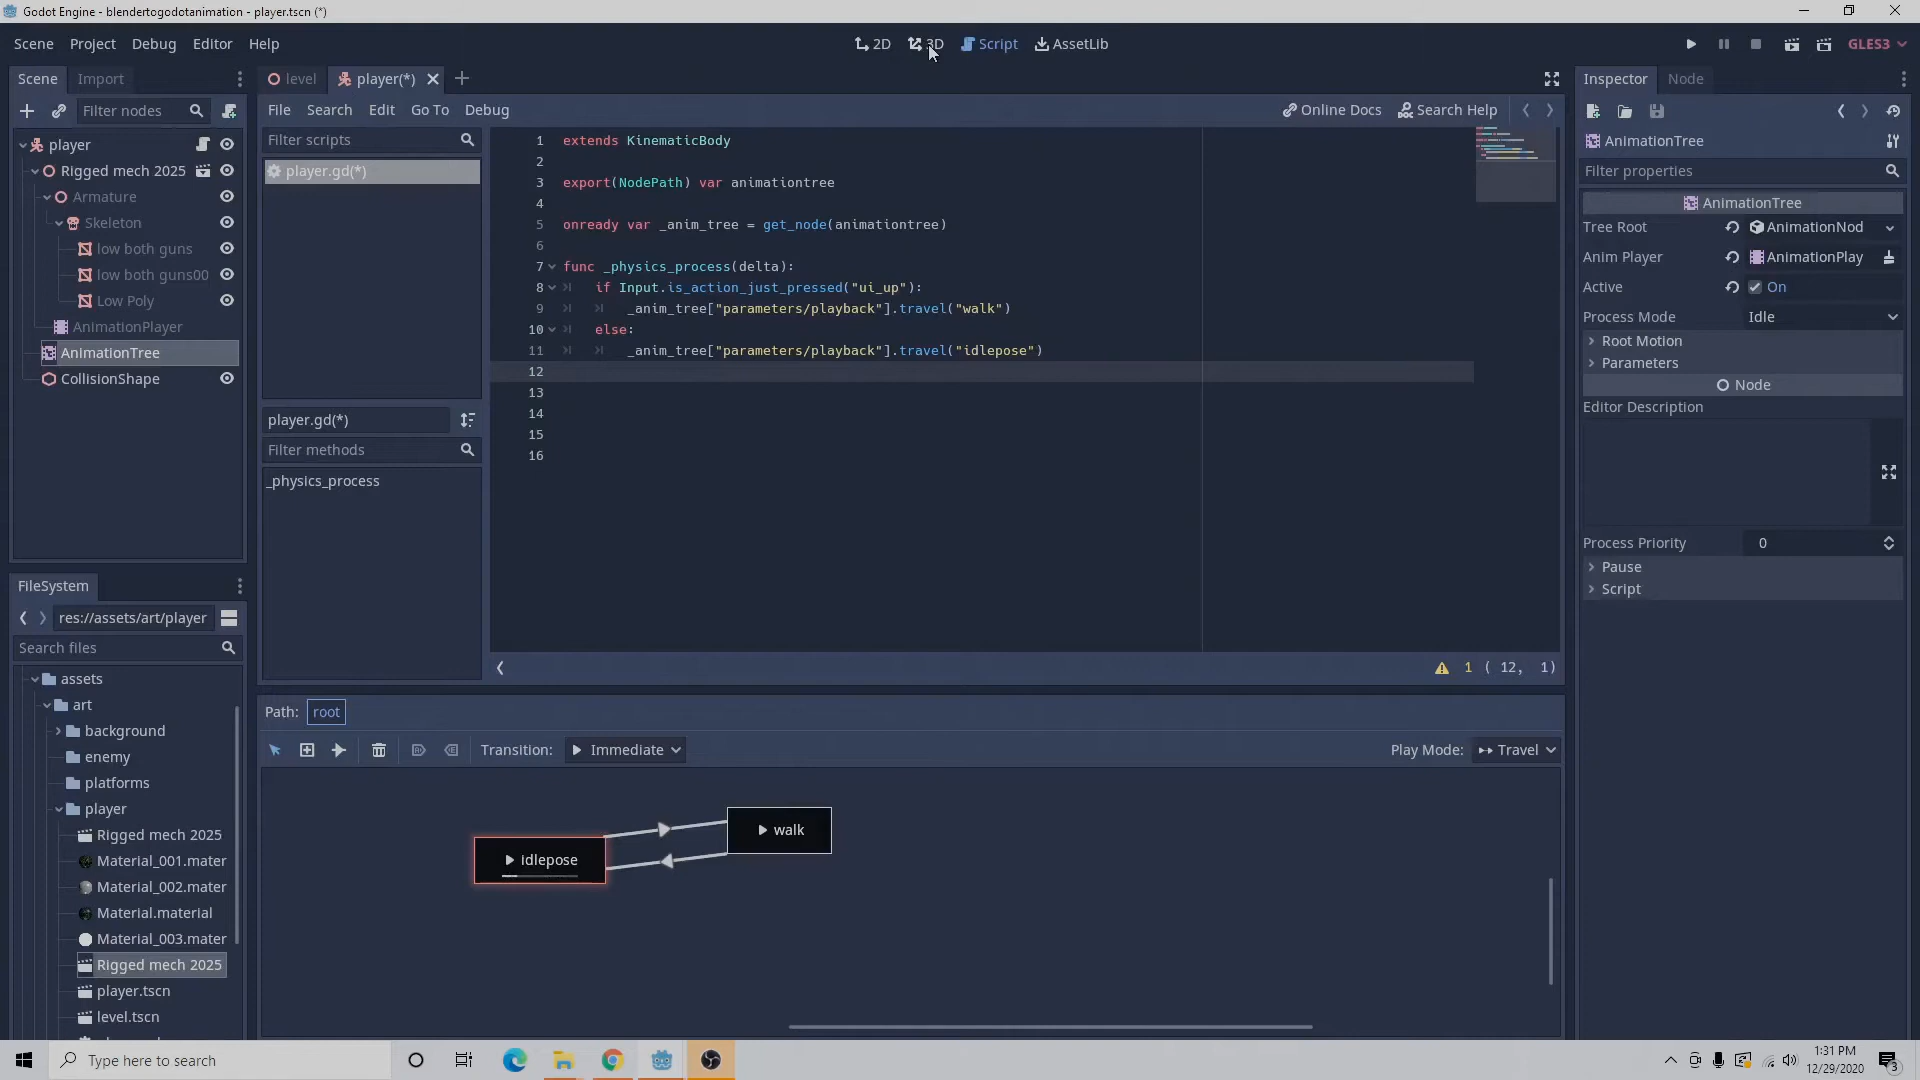 Godot Engine - blendertogodotanimation - player.tscn (*)
Scene Project Debug Editor Help
2D 3D Script AssetLib
GLES3
Scene Import
level player(*)
Inspector Node
Filter nodes
File Search Edit Go To Debug
Online Docs Search Help
player
Rigged mech 2025
Armature
Skeleton
low both guns
low both guns00
Low Poly
AnimationPlayer
AnimationTree
CollisionShape
Filter scripts
player.gd(*)
player.gd(*)
Filter methods
_physics_process
1 extends KinematicBody
2
3 export(NodePath) var animationtree
4
5 onready var _anim_tree = get_node(animationtree)
6
7 func _physics_process(delta):
8 if Input.is_action_just_pressed("ui_up"):
9 _anim_tree["parameters/playback"].travel("walk")
10 else:
11 _anim_tree["parameters/playback"].travel("idlepose")
12
13
14
15
16
1 ( 12, 1)
AnimationTree
Filter properties
AnimationTree
Tree Root AnimationNod
Anim Player AnimationPlay
Active On
Process Mode Idle
Root Motion
Parameters
Node
Editor Description
Process Priority 0
Pause
Script
FileSystem
res://assets/art/player
Search files
assets
art
background
enemy
platforms
player
Rigged mech 2025
Material_001.mater
Material_002.mater
Material.material
Material_003.mater
Rigged mech 2025
player.tscn
level.tscn
Path: root
Transition: Immediate
Play Mode: Travel
walk
idlepose
Type here to search
1:31 PM
12/29/2020
3